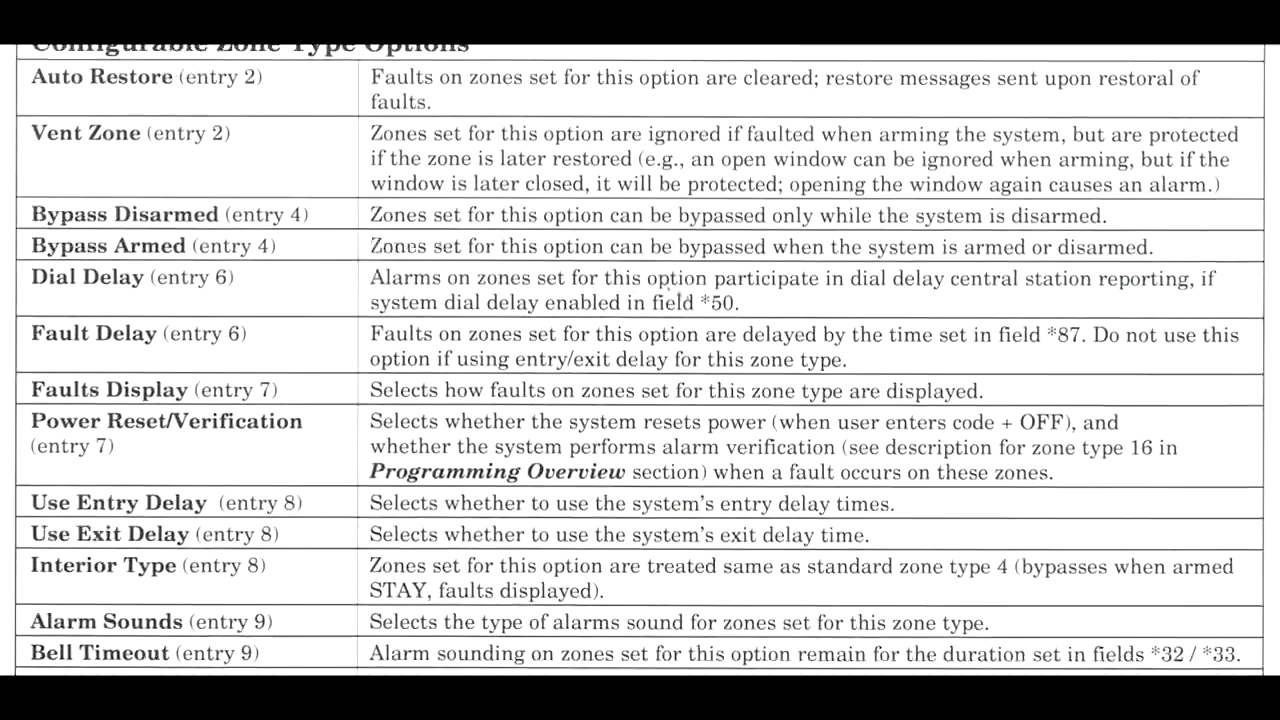 Configurable Zone Type Options
Auto Restore (entry 2)
Faults on zones set for this option are cleared; restore messages sent upon restoral of
faults.
Vent Zone (entry 2)
Zones set for this option are ignored if faulted when arming the system, but are protected
if the zone is later restored (e.g., an open window can be ignored when arming, but if the
window is later closed, it will be protected; opening the window again causes an alarm.)
Bypass Disarmed (entry 4)
Zones set for this option can be bypassed only while the system is disarmed.
Bypass Armed (entry 4)
Zones set for this option can be bypassed when the system is armed or disarmed.
Dial Delay (entry 6)
Alarms on zones set for this option participate in dial delay central station reporting, if
system dial delay enabled in field *50.
Fault Delay (entry 6)
Faults on zones set for this option are delayed by the time set in field *87. Do not use this
option if using entry/exit delay for this zone type.
Faults Display (entry 7)
Selects how faults on zones set for this zone type are displayed.
Power Reset/Verification
(entry 7)
Selects whether the system resets power (when user enters code + OFF), and
whether the system performs alarm verification (see description for zone type 16 in
Programming Overview section) when a fault occurs on these zones.
Use Entry Delay (entry 8)
Selects whether to use the system's entry delay times.
Use Exit Delay (entry 8)
Selects whether to use the system's exit delay time.
Interior Type (entry 8)
Zones set for this option are treated same as standard zone type 4 (bypasses when armed
STAY, faults displayed).
Alarm Sounds (entry 9)
Selects the type of alarms sound for zones set for this zone type.
Bell Timeout (entry 9)
Alarm sounding on zones set for this option remain for the duration set in fields *32 / *33.